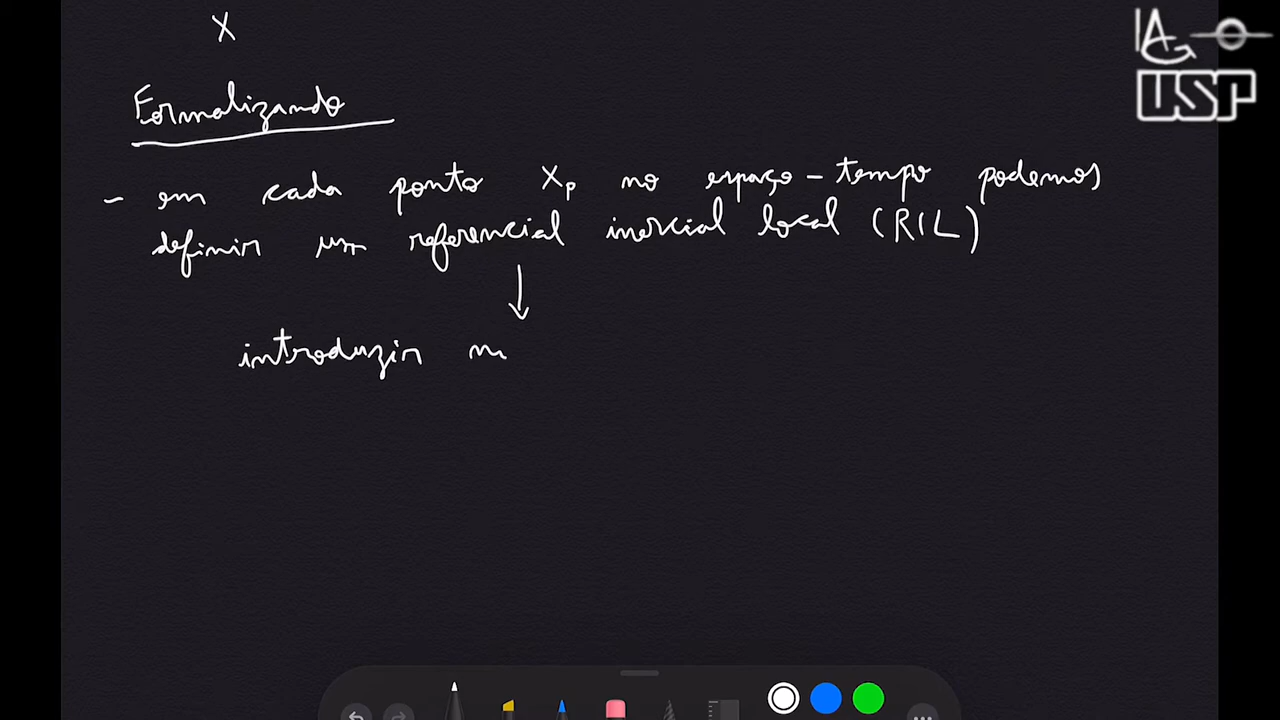 X
IAG
USP
Formalizando
- em cada ponto Xp no espaço-tempo podemos
definir um referencial inercial local (RIL)
↓
introduzir m